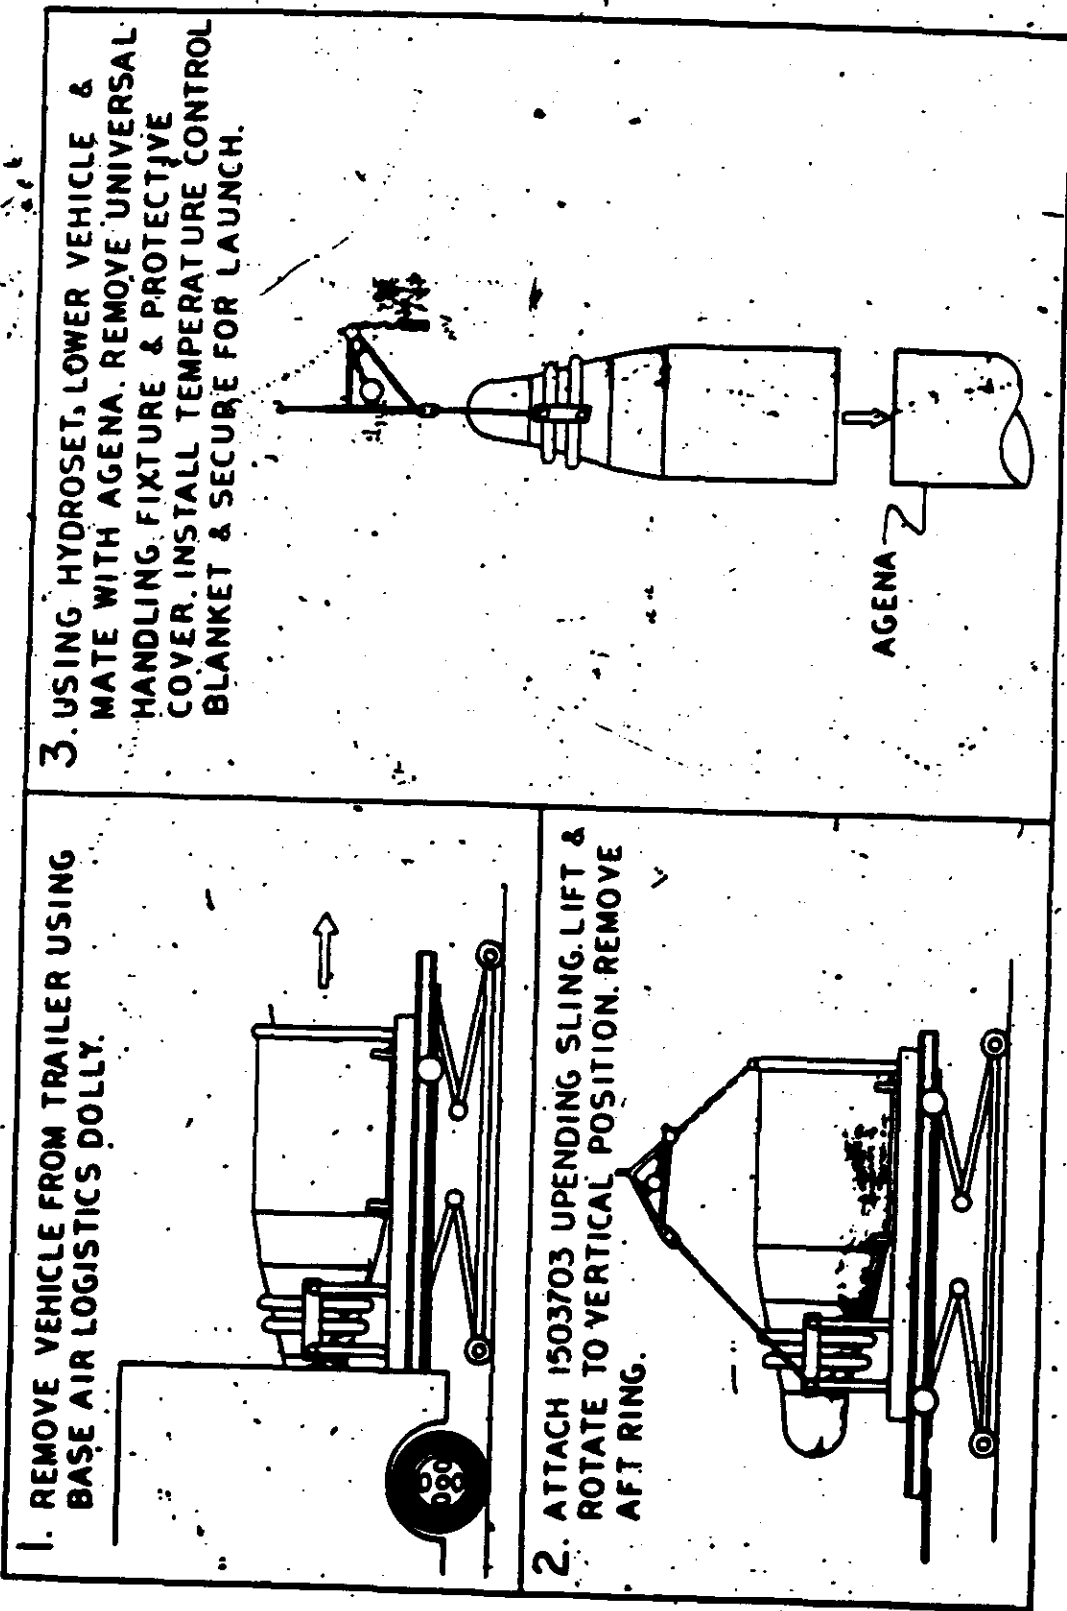 1. REMOVE VEHICLE FROM TRAILER USING
BASE AIR LOGISTICS DOLLY.
2. ATTACH 1503703 UPENDING SLING. LIFT &
ROTATE TO VERTICAL POSITION. REMOVE
AFT RING.
3. USING HYDROSET, LOWER VEHICLE &
MATE WITH AGENA. REMOVE UNIVERSAL
HANDLING FIXTURE & PROTECTIVE
COVER. INSTALL TEMPERATURE CONTROL
BLANKET & SECURE FOR LAUNCH.
AGENA